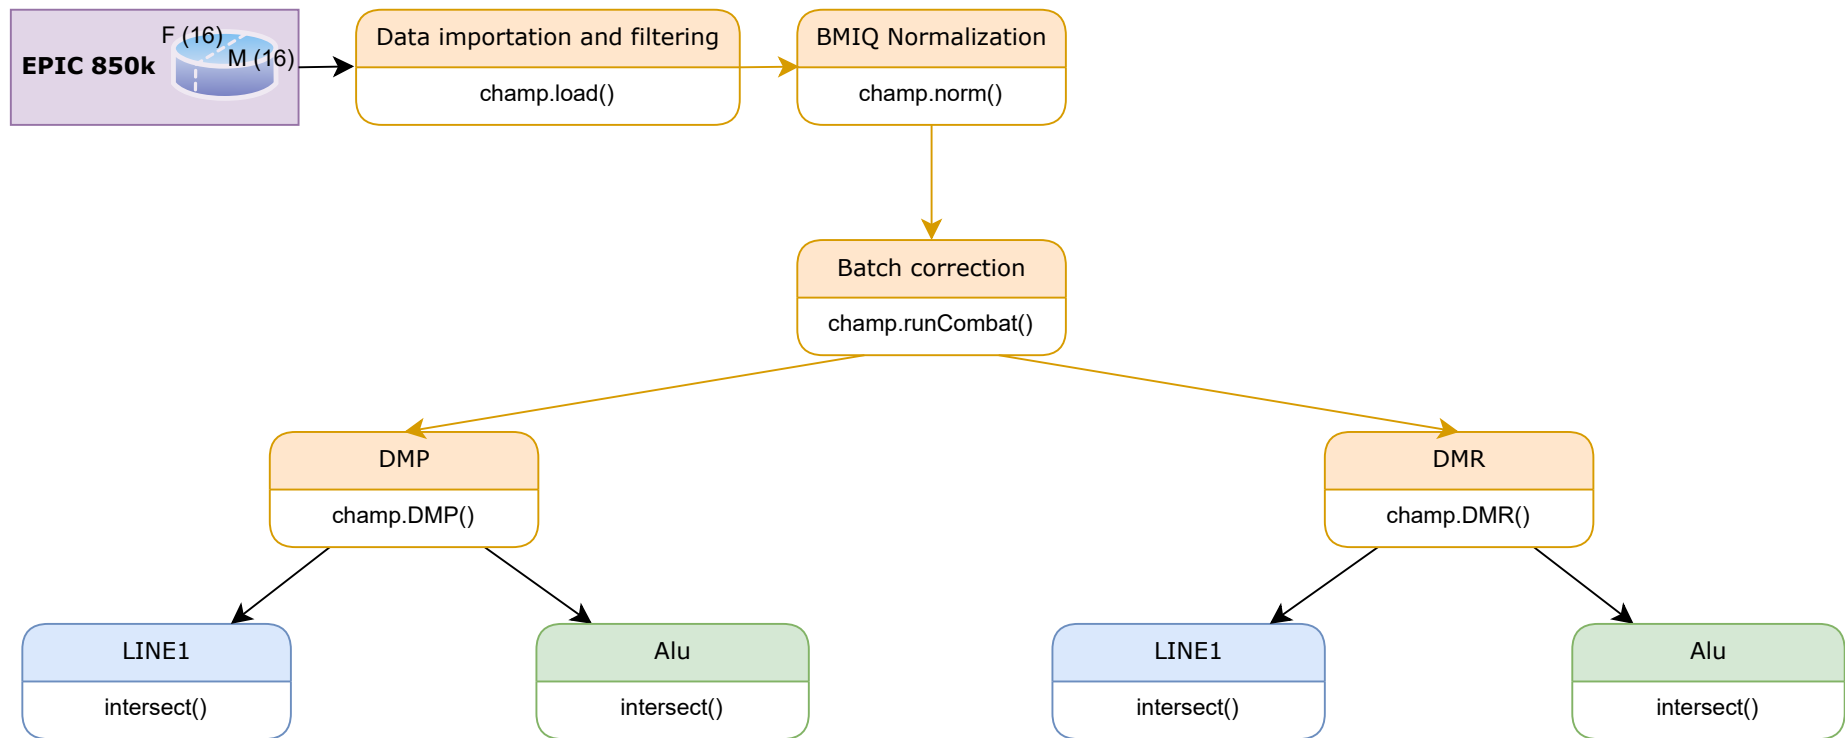 EPIC 850k
F (16)
M (16)
Data importation and filtering
champ.load()
BMIQ Normalization
champ.norm()
Batch correction
champ.runCombat()
DMP
champ.DMP()
DMR
champ.DMR()
LINE1
intersect()
Alu
intersect()
LINE1
intersect()
Alu
intersect()